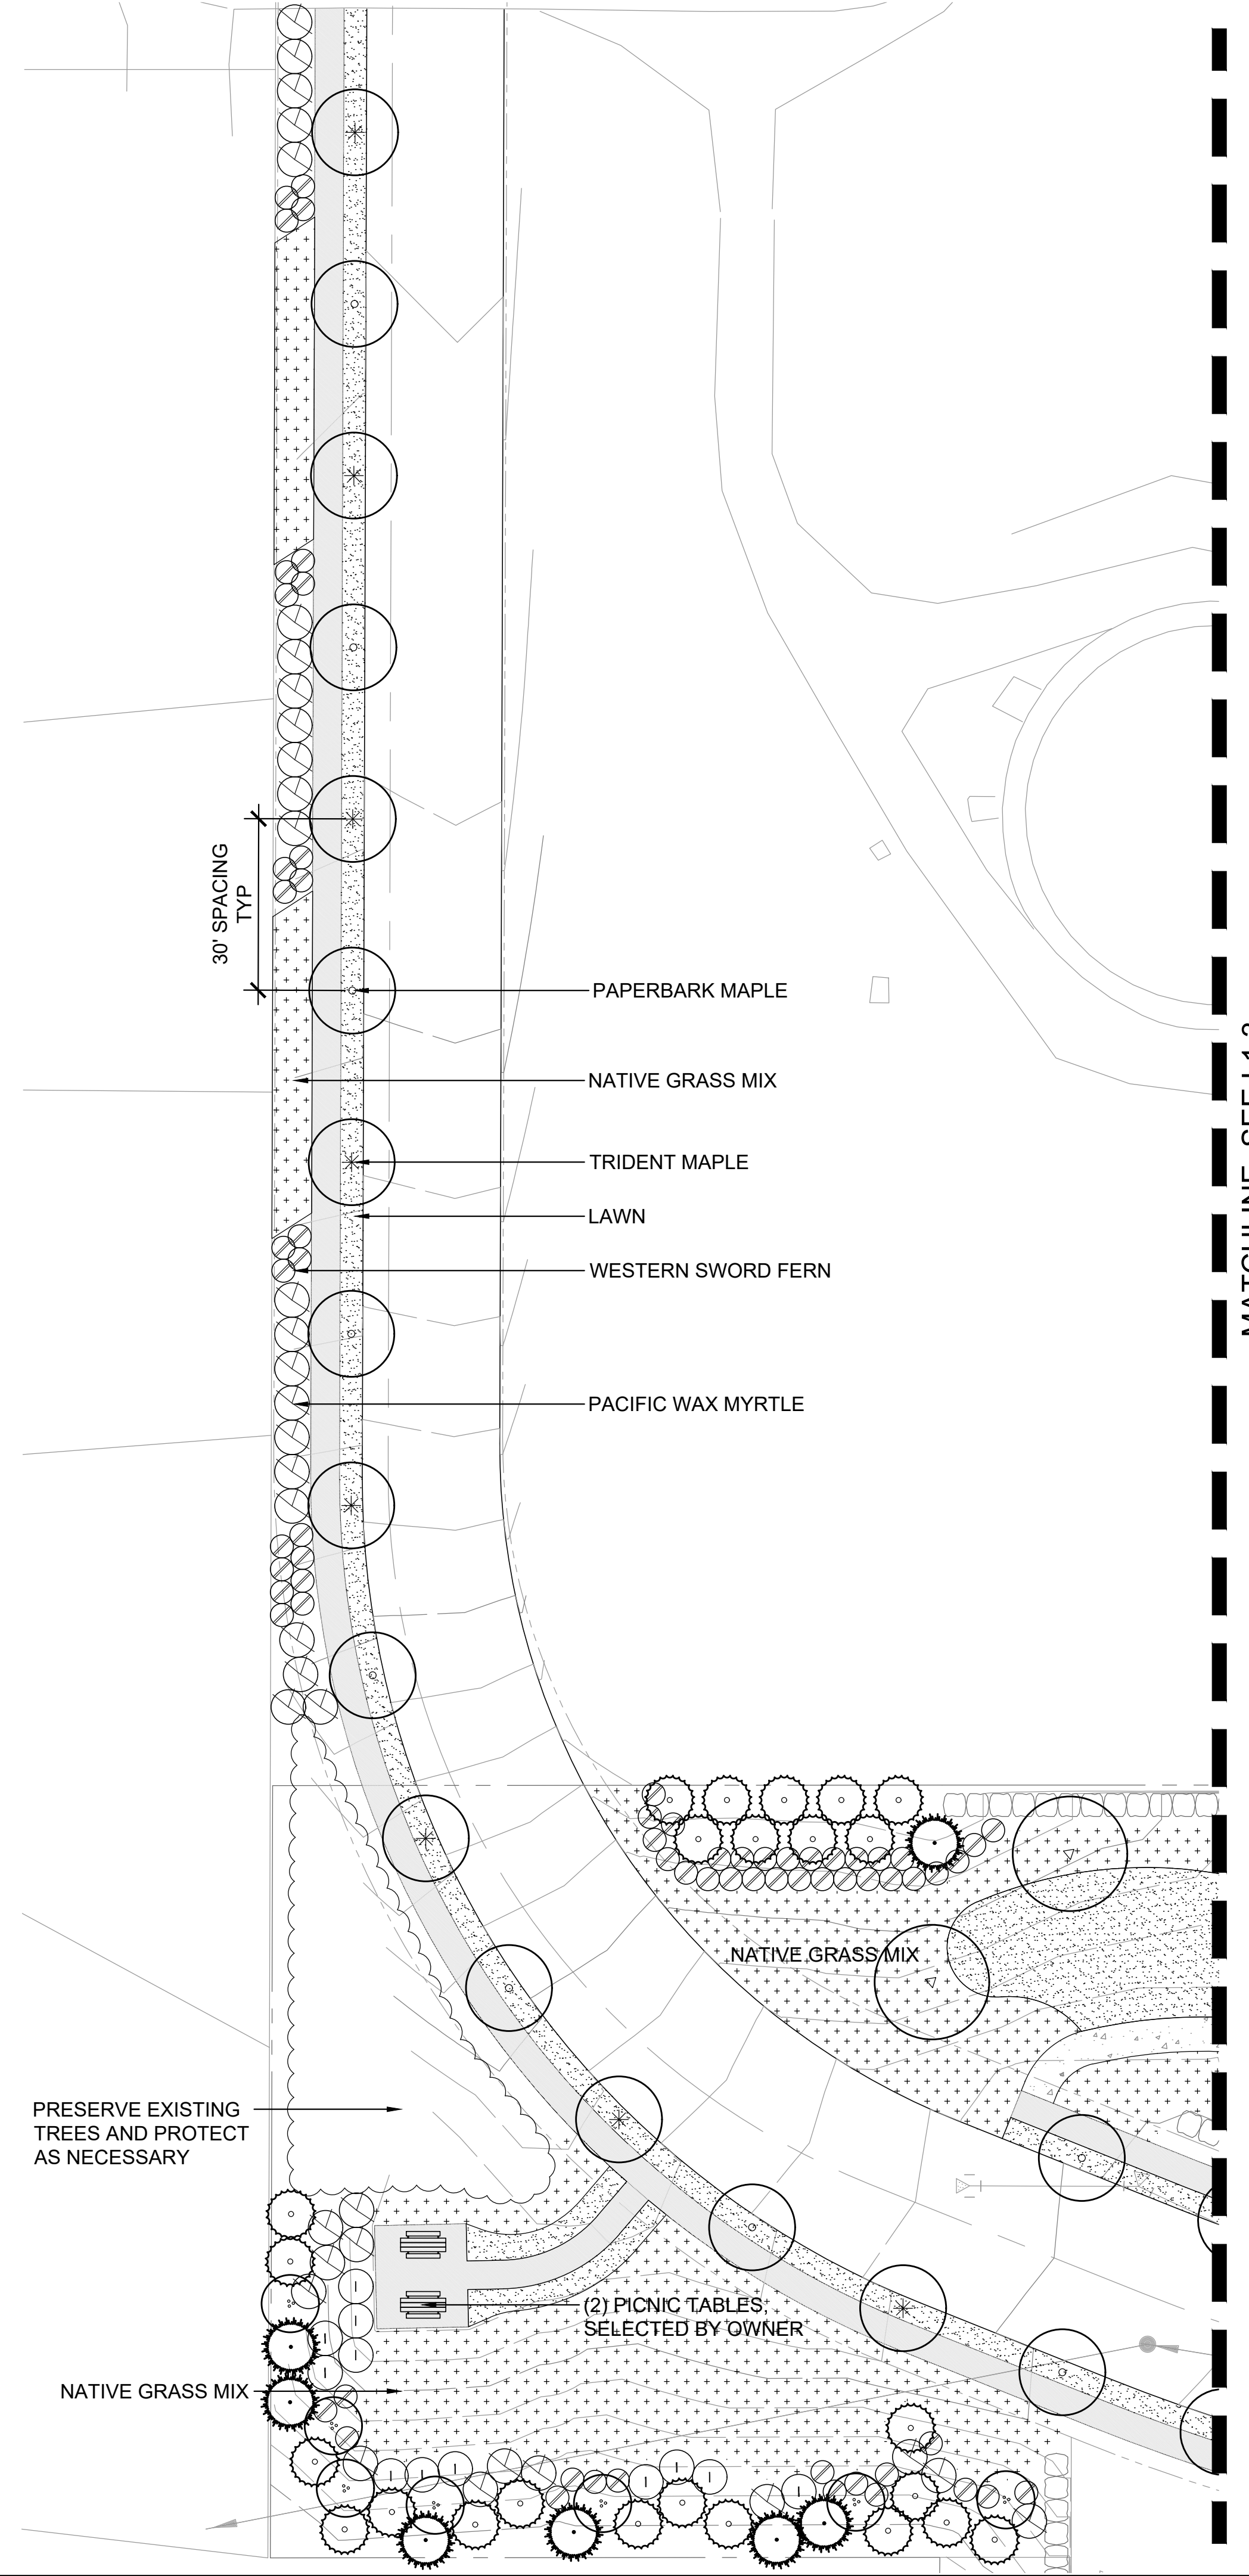 30' SPACING
TYP
PAPERBARK MAPLE
NATIVE GRASS MIX
TRIDENT MAPLE
LAWN
WESTERN SWORD FERN
PACIFIC WAX MYRTLE
NATIVE GRASS MIX
PRESERVE EXISTING
TREES AND PROTECT
AS NECESSARY
(2) PICNIC TABLES,
SELECTED BY OWNER
NATIVE GRASS MIX